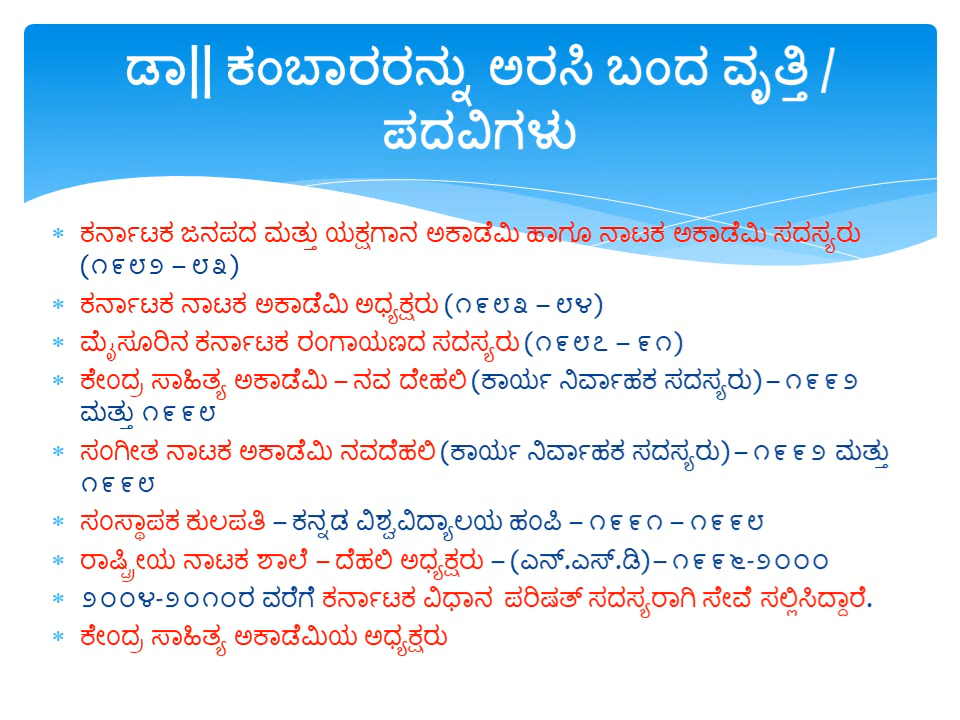 ಡಾ|| ಕಂಬಾರರನ್ನು ಅರಸಿ ಬಂದ ವೃತ್ತಿ /
ಪದವಿಗಳು
* ಕರ್ನಾಟಕ ಜನಪದ ಮತ್ತು ಯಕ್ಷಗಾನ ಅಕಾಡೆಮಿ ಹಾಗೂ ನಾಟಕ ಅಕಾಡೆಮಿ ಸದಸ್ಯರು
(೧೯೮೨ – ೮೩)
* ಕರ್ನಾಟಕ ನಾಟಕ ಅಕಾಡೆಮಿ ಅಧ್ಯಕ್ಷರು (೧೯೮೩ – ೮೪)
* ಮೈಸೂರಿನ ಕರ್ನಾಟಕ ರಂಗಾಯಣದ ಸದಸ್ಯರು (೧೯೮೭ – ೯೧)
* ಕೇಂದ್ರ ಸಾಹಿತ್ಯ ಅಕಾಡೆಮಿ – ನವ ದೇಹಲಿ (ಕಾರ್ಯ ನಿರ್ವಾಹಕ ಸದಸ್ಯರು) – ೧೯೯೨
ಮತ್ತು ೧೯೯೮
* ಸಂಗೀತ ನಾಟಕ ಅಕಾಡೆಮಿ ನವದೆಹಲಿ (ಕಾರ್ಯ ನಿರ್ವಾಹಕ ಸದಸ್ಯರು) – ೧೯೯೨ ಮತ್ತು
೧೯೯೮
* ಸಂಸ್ಥಾಪಕ ಕುಲಪತಿ – ಕನ್ನಡ ವಿಶ್ವವಿದ್ಯಾಲಯ ಹಂಪಿ – ೧೯೯೧ – ೧೯೯೮
* ರಾಷ್ಟ್ರೀಯ ನಾಟಕ ಶಾಲೆ – ದೆಹಲಿ ಅಧ್ಯಕ್ಷರು – (ಎನ್.ಎಸ್.ಡಿ) – ೧೯೯೬-೨೦೦೦
* ೨೦೦೪-೨೦೧೦ರ ವರೆಗೆ ಕರ್ನಾಟಕ ವಿಧಾನ ಪರಿಷತ್ ಸದಸ್ಯರಾಗಿ ಸೇವೆ ಸಲ್ಲಿಸಿದ್ದಾರೆ.
* ಕೇಂದ್ರ ಸಾಹಿತ್ಯ ಅಕಾಡೆಮಿಯ ಅಧ್ಯಕ್ಷರು